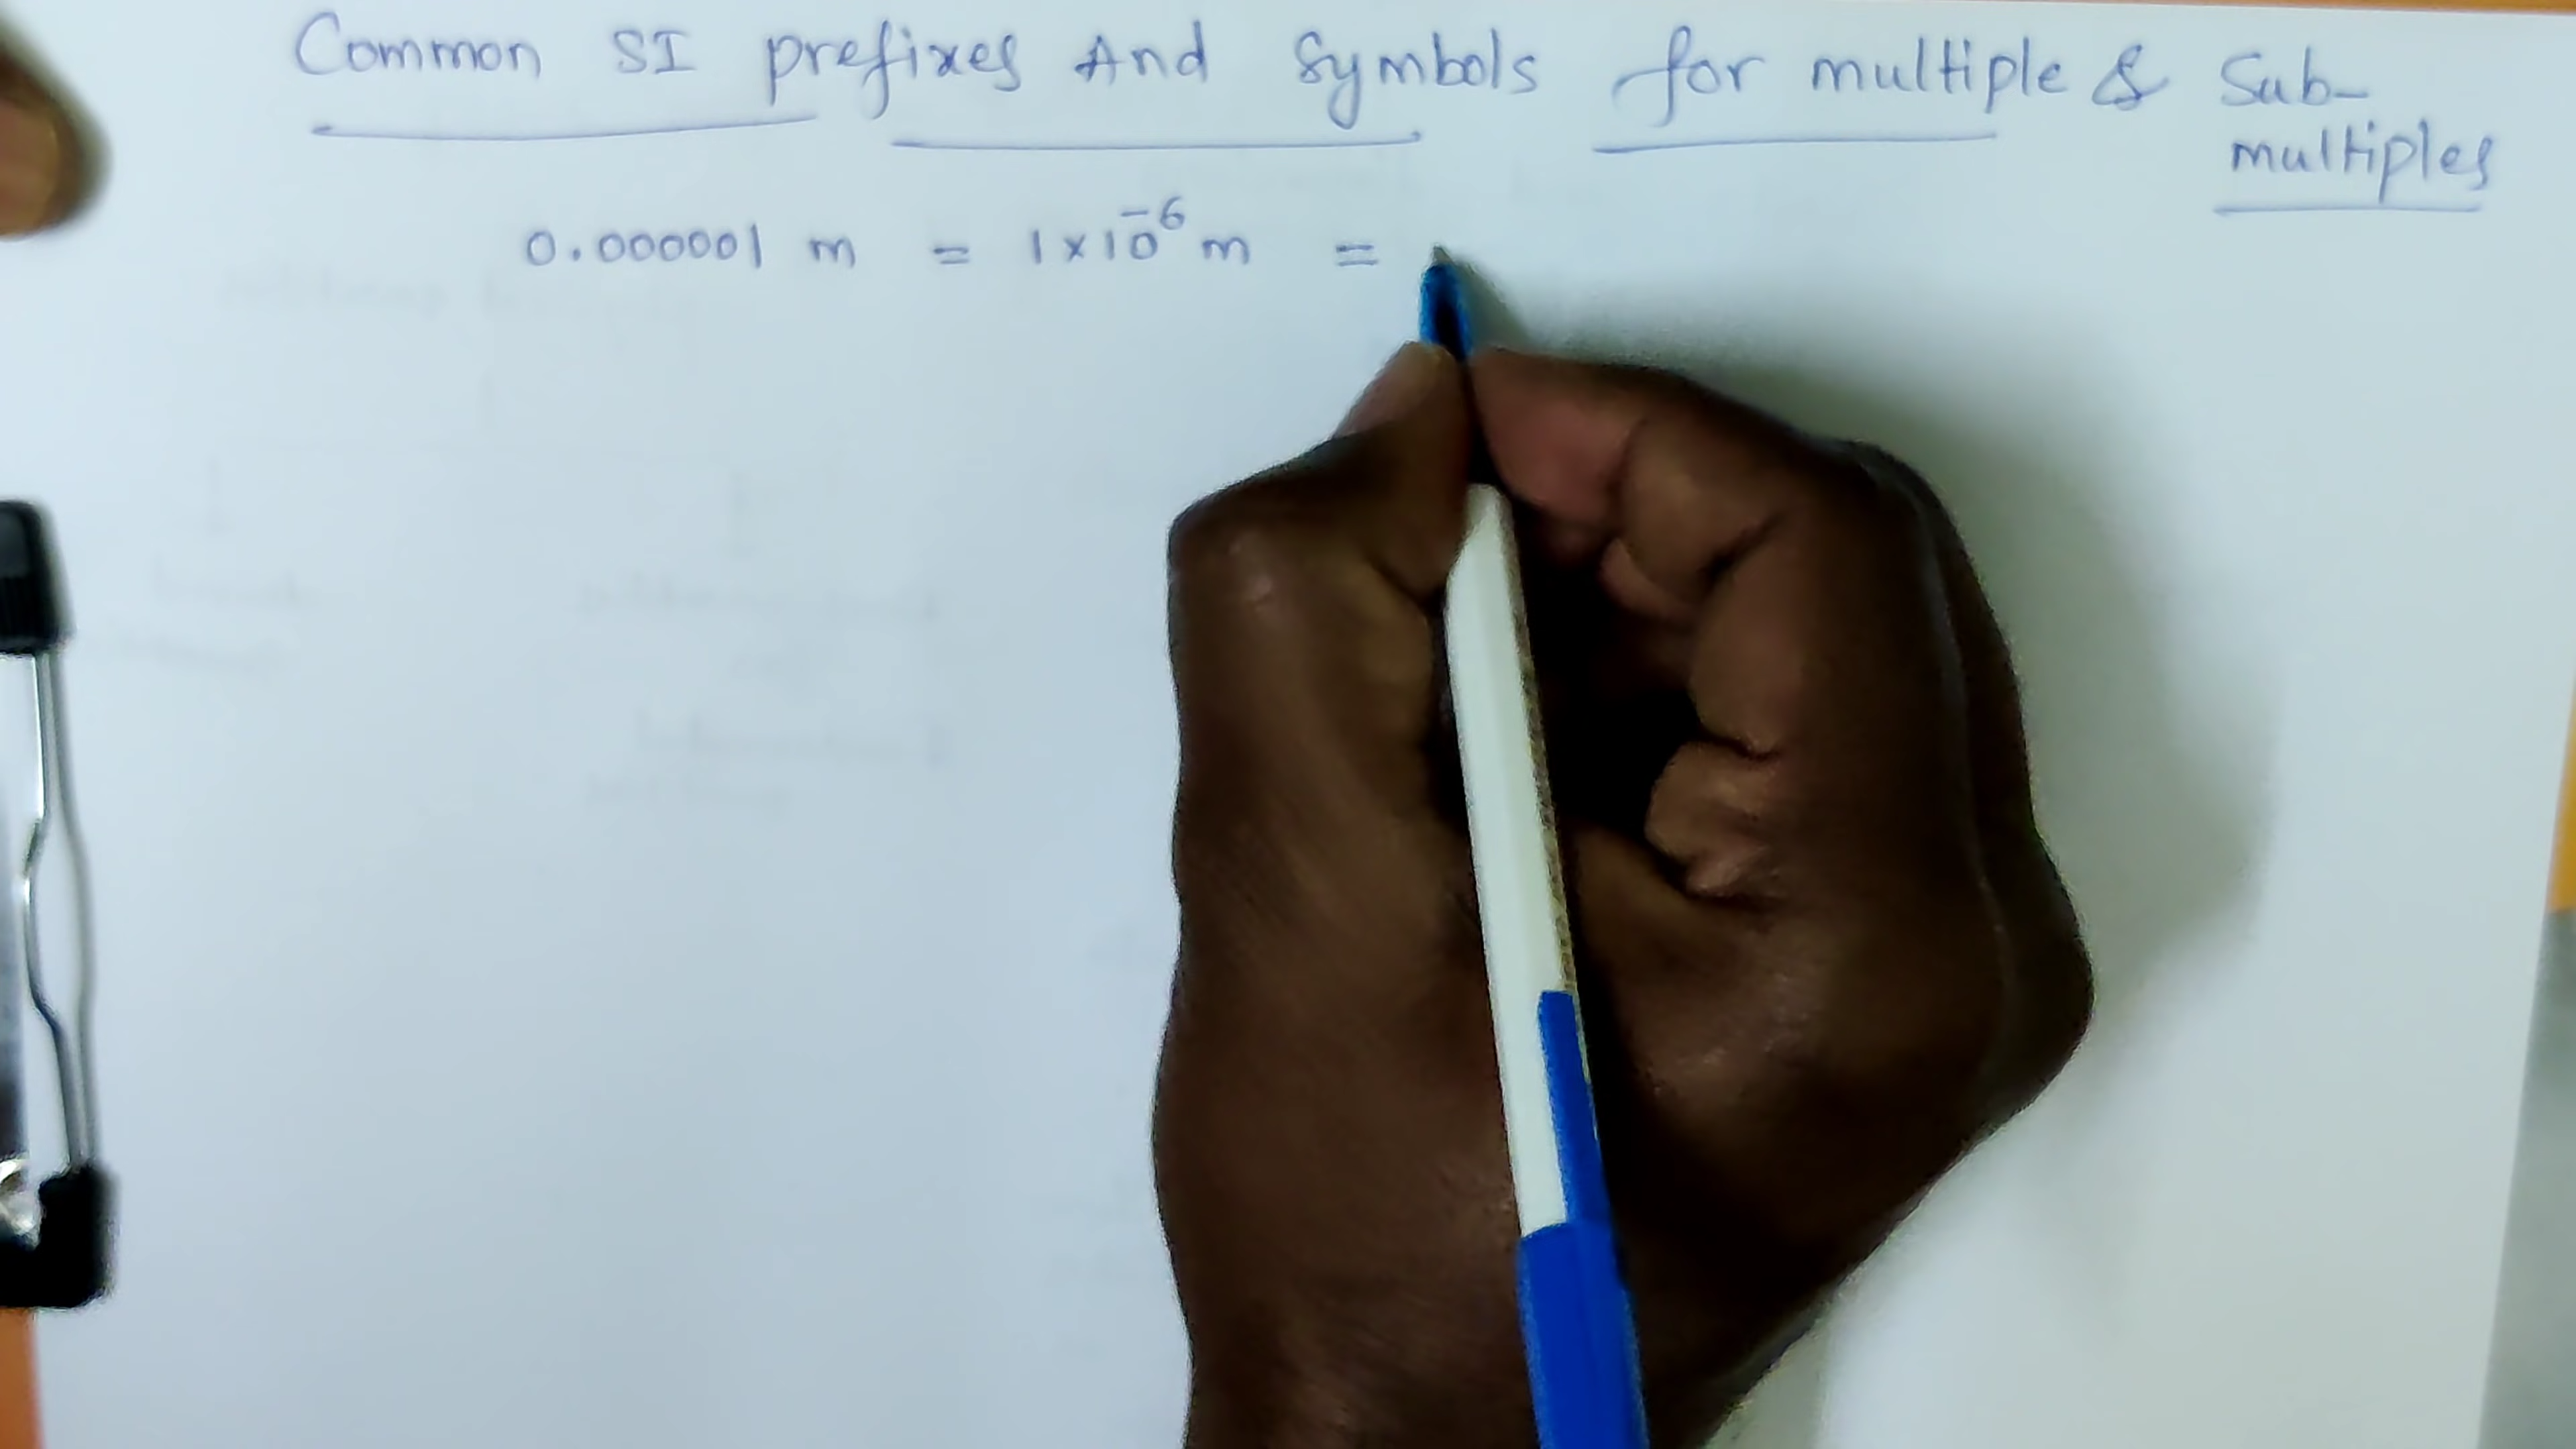 Common SI prefixes And Symbols for multiple & Sub-
multiples
0.000001 m = 1 x 10⁻⁶ m =